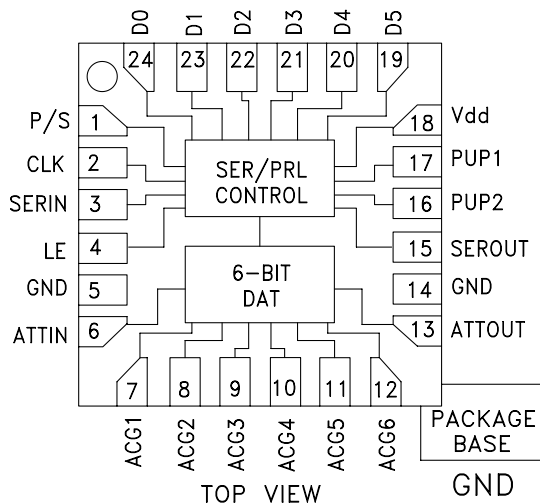 D0 D1 D2 D3 D4 D5
24 23 22 21 20 19
P/S 1 18 Vdd
CLK 2 17 PUP1
SERIN 3 16 PUP2
LE 4 15 SEROUT
GND 5 14 GND
ATTIN 6 13 ATTOUT
SER/PRL
CONTROL
6-BIT
DAT
7 8 9 10 11 12
ACG1 ACG2 ACG3 ACG4 ACG5 ACG6
PACKAGE
BASE
GND
TOP VIEW